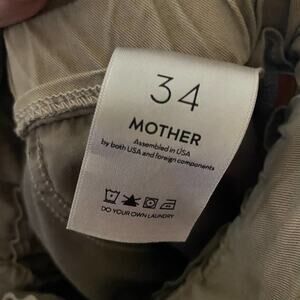 34
MOTHER
Assembled in USA
by both USA and foreign components
DO YOUR OWN LAUNDRY